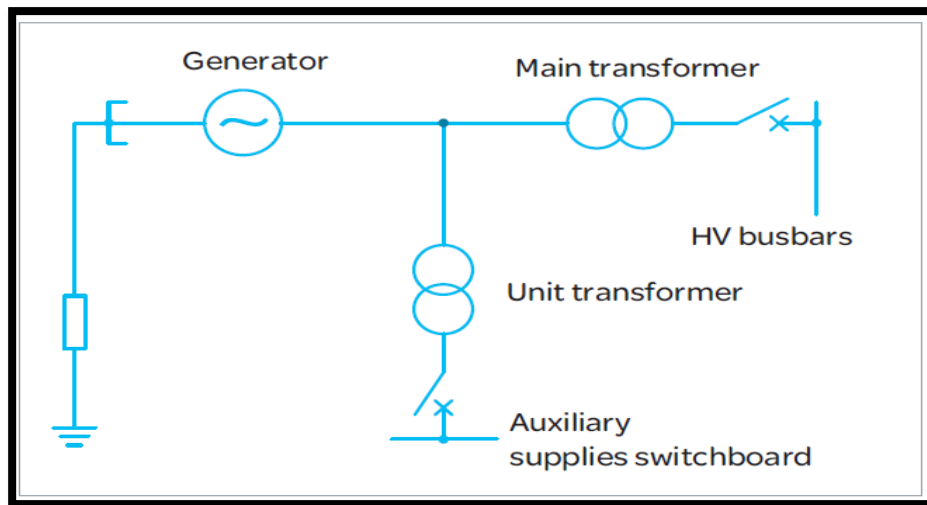 Generator
Main transformer
HV busbars
Unit transformer
Auxiliary
supplies switchboard